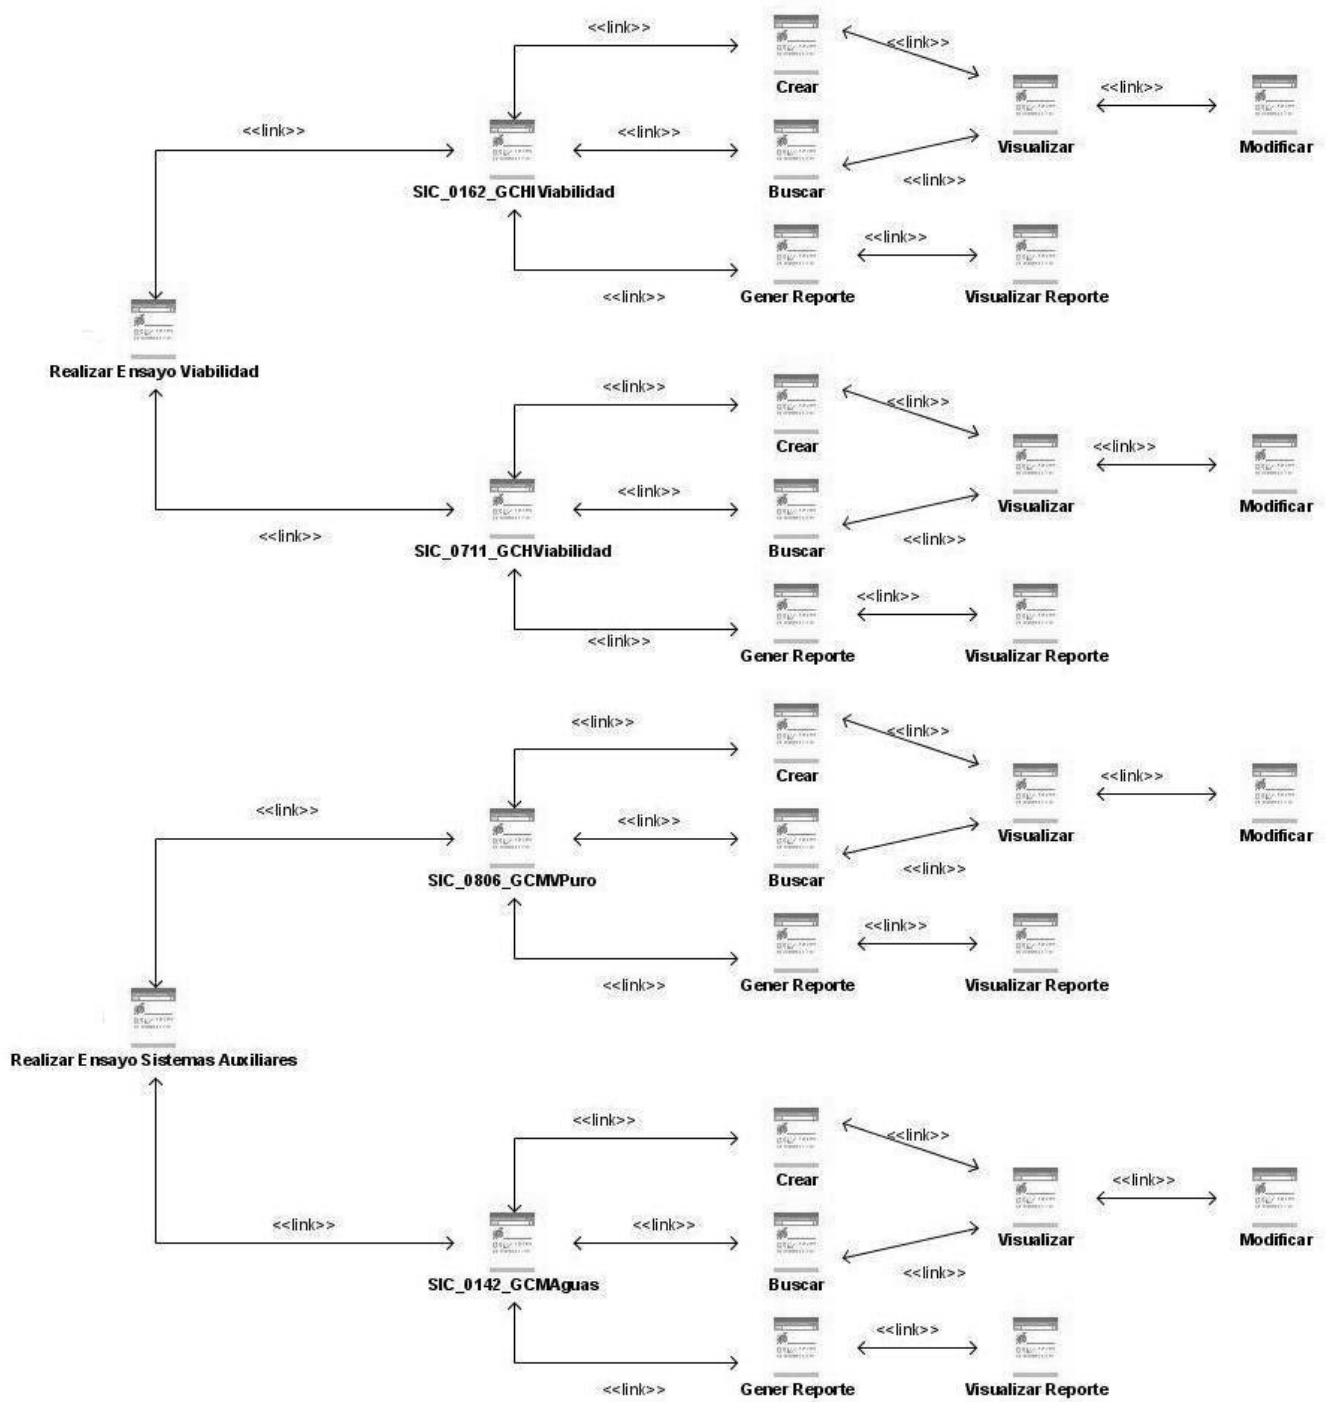 <<link>>
<<link>>
Crear
<<link>>
Visualizar
Modificar
<<link>>
<<link>>
SIC_0162_GCHIViabilidad
Buscar
<<link>>
<<link>>
<<link>>
Gener Reporte
Visualizar Reporte
Realizar Ensayo Viabilidad
<<link>>
<<link>>
Crear
<<link>>
Visualizar
Modificar
<<link>>
<<link>>
SIC_0711_GCHViabilidad
Buscar
<<link>>
<<link>>
<<link>>
Gener Reporte
Visualizar Reporte
<<link>>
<<link>>
Crear
<<link>>
Visualizar
Modificar
<<link>>
<<link>>
SIC_0806_GCMVPuro
Buscar
<<link>>
<<link>>
<<link>>
Gener Reporte
Visualizar Reporte
Realizar Ensayo Sistemas Auxiliares
<<link>>
<<link>>
Crear
<<link>>
Visualizar
Modificar
<<link>>
<<link>>
SIC_0142_GCMAguas
Buscar
<<link>>
<<link>>
<<link>>
Gener Reporte
Visualizar Reporte